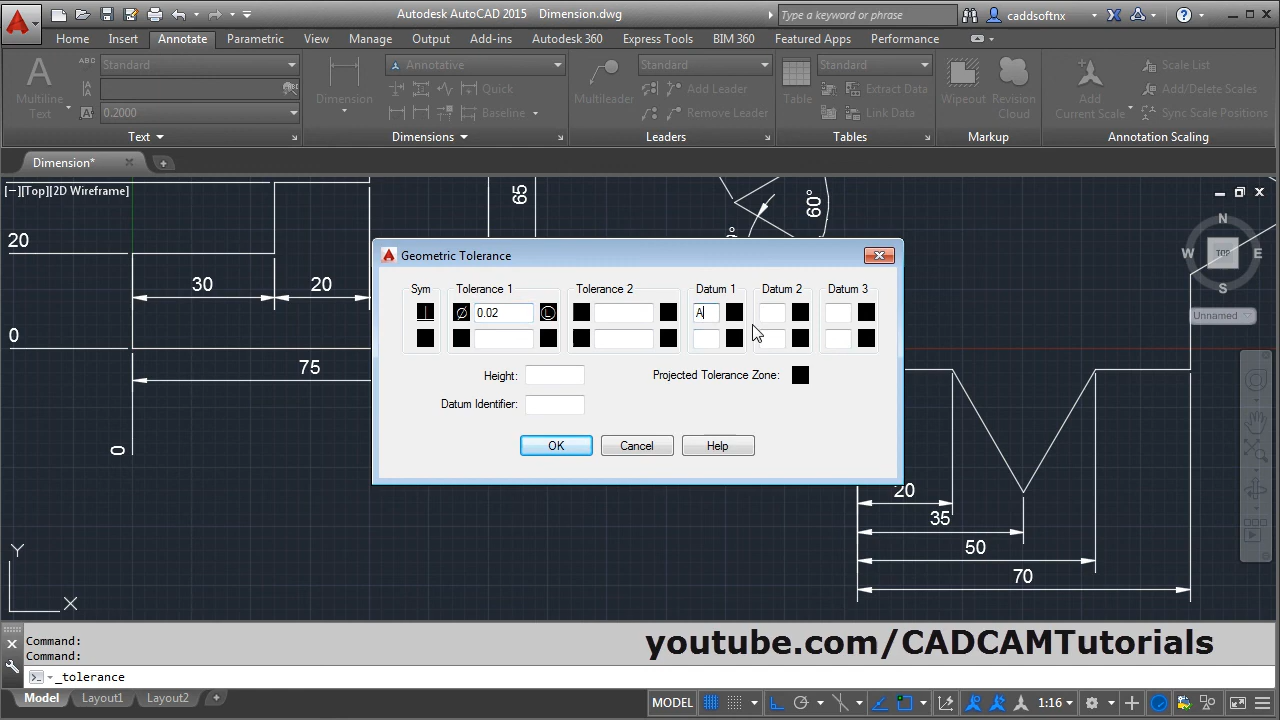 Autodesk AutoCAD 2015 Dimension.dwg
Type a keyword or phrase
caddsoftnx
Home Insert Annotate Parametric View Manage Output Add-ins Autodesk 360 Express Tools BIM 360 Featured Apps Performance
A
Multiline
Text
ABC
Standard
0.2000
Dimension
Annotative
Quick
Baseline
Multileader
Standard
Add Leader
Remove Leader
Table
Standard
Extract Data
Link Data
Wipeout
Revision
Cloud
Add
Current Scale
Scale List
Add/Delete Scales
Sync Scale Positions
Text Dimensions Leaders Tables Markup Annotation Scaling
Dimension*
[−][Top][2D Wireframe]
65
60°
N
W TOP E
S
Unnamed
20
30
20
0
75
0
Geometric Tolerance
Sym Tolerance 1 Tolerance 2 Datum 1 Datum 2 Datum 3
Ø 0.02 Ⓛ A
Height:
Projected Tolerance Zone:
Datum Identifier:
OK Cancel Help
20
35
50
70
Y
X
Command:
Command:
_tolerance
youtube.com/CADCAMTutorials
Model Layout1 Layout2
MODEL
1:16